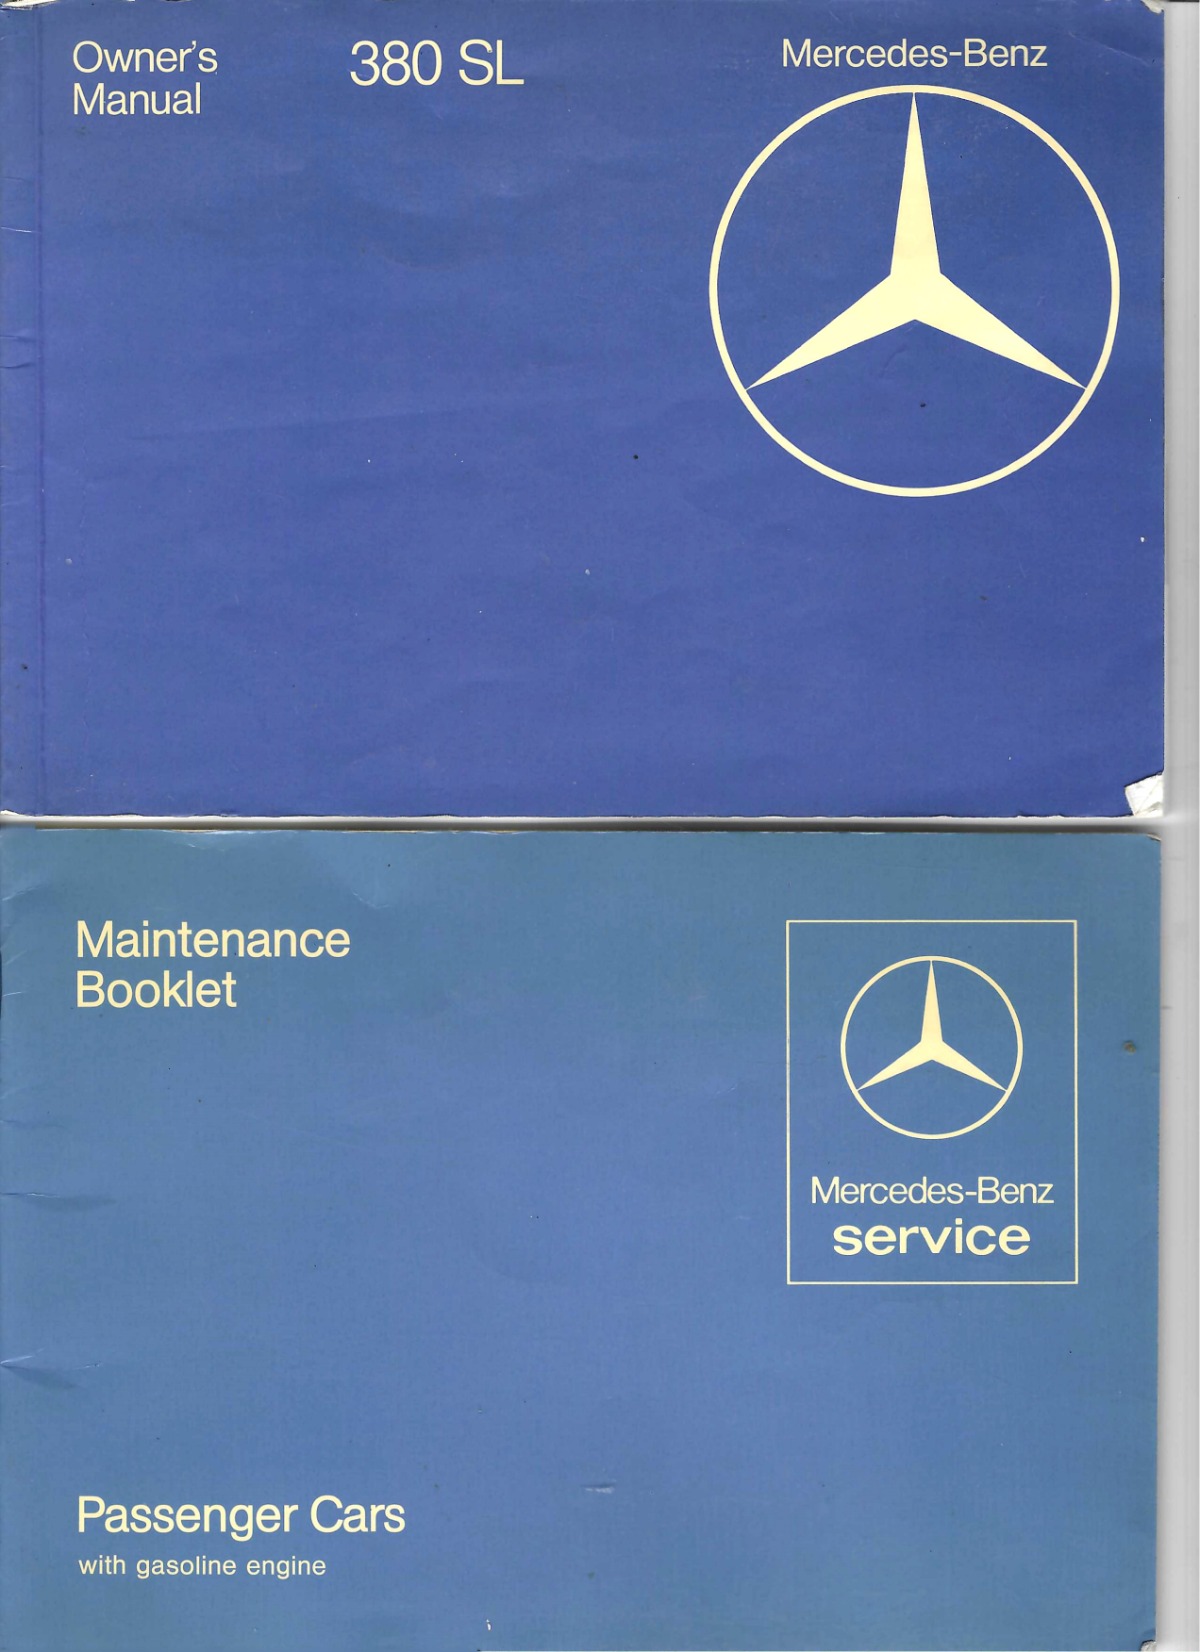 Owner's
Manual
380 SL
Mercedes-Benz
Maintenance
Booklet
Mercedes-Benz
service
Passenger Cars
with gasoline engine